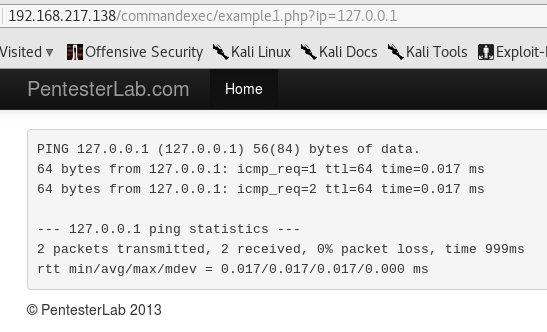 192.168.217.138/commandexec/example1.php?ip=127.0.0.1
Visited Offensive Security Kali Linux Kali Docs Kali Tools Exploit-
PentesterLab.com Home
PING 127.0.0.1 (127.0.0.1) 56(84) bytes of data.
64 bytes from 127.0.0.1: icmp_req=1 ttl=64 time=0.017 ms
64 bytes from 127.0.0.1: icmp_req=2 ttl=64 time=0.017 ms
--- 127.0.0.1 ping statistics ---
2 packets transmitted, 2 received, 0% packet loss, time 999ms
rtt min/avg/max/mdev = 0.017/0.017/0.017/0.000 ms
© PentesterLab 2013